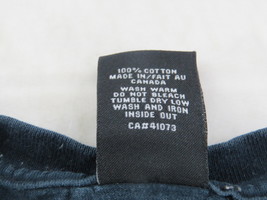 100% COTTON
MADE IN/FAIT AU
CANADA
WASH WARM
DO NOT BLEACH
TUMBLE DRY LOW
WASH AND IRON
INSIDE OUT
CA#41073